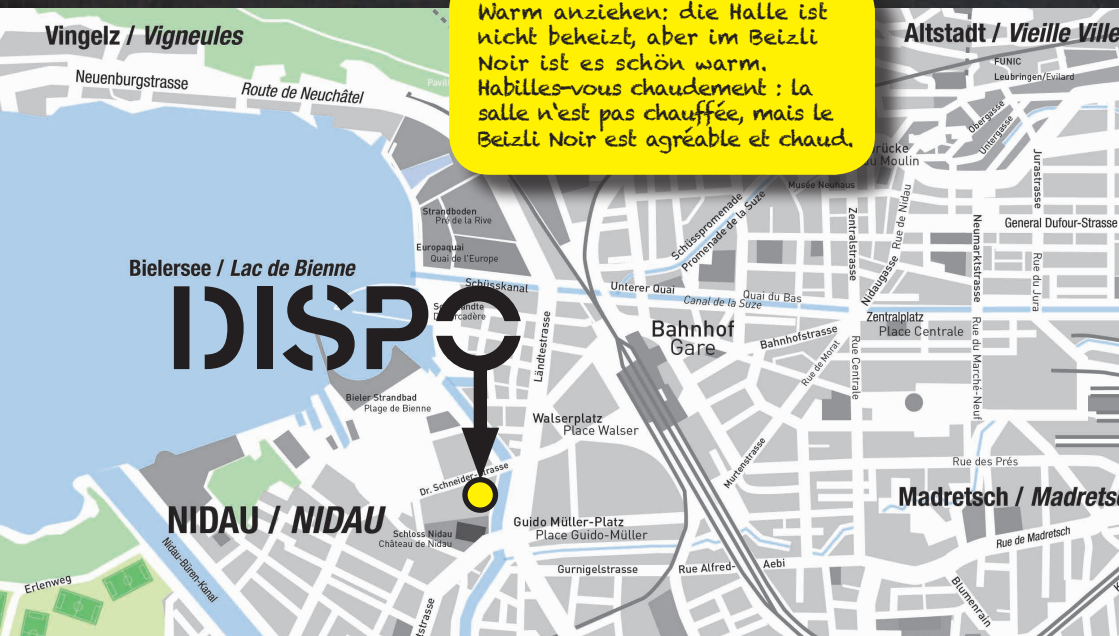 Warm anziehen: die Halle ist
nicht beheizt, aber im Beizli
Noir ist es schön warm.
Habilles-vous chaudement : la
salle n'est pas chauffée, mais le
Beizli Noir est agréable et chaud.
Vingelz / Vigneules
Altstadt / Vieille Ville
FUNIC
Leubringen/Evilard
Neuenburgstrasse
Route de Neuchâtel
Obergasse
Untergasse
Jurastrasse
Musée Neuhaus
Strandboden
Pré de la Rive
Schüsspromenade
Promenade de la Suze
Zentralstrasse
Rue de Nidau
Neumarktstrasse
General Dufour-Strasse
Europaquai
Quai de l'Europe
Bielersee / Lac de Bienne
Schüsskanal
Unterer Quai
Canal de la Suze
Quai du Bas
Nidaugasse
Rue du Jura
DISPO
Ländtestrasse
Bahnhof
Gare
Bahnhofstrasse
Zentralplatz
Place Centrale
Rue de Morat
Rue Centrale
Rue du Marché-Neuf
Bieler Strandbad
Plage de Bienne
Walserplatz
Place Walser
Murtenstrasse
Rue des Prés
Dr. Schneider-Strasse
Madretsch /
NIDAU / NIDAU
Schloss Nidau
Château de Nidau
Guido Müller-Platz
Place Guido-Müller
Rue de Madretsch
Nidau-Büren-Kanal
Gurnigelstrasse
Rue Alfred- Aebi
Erlenweg
Blumenrain